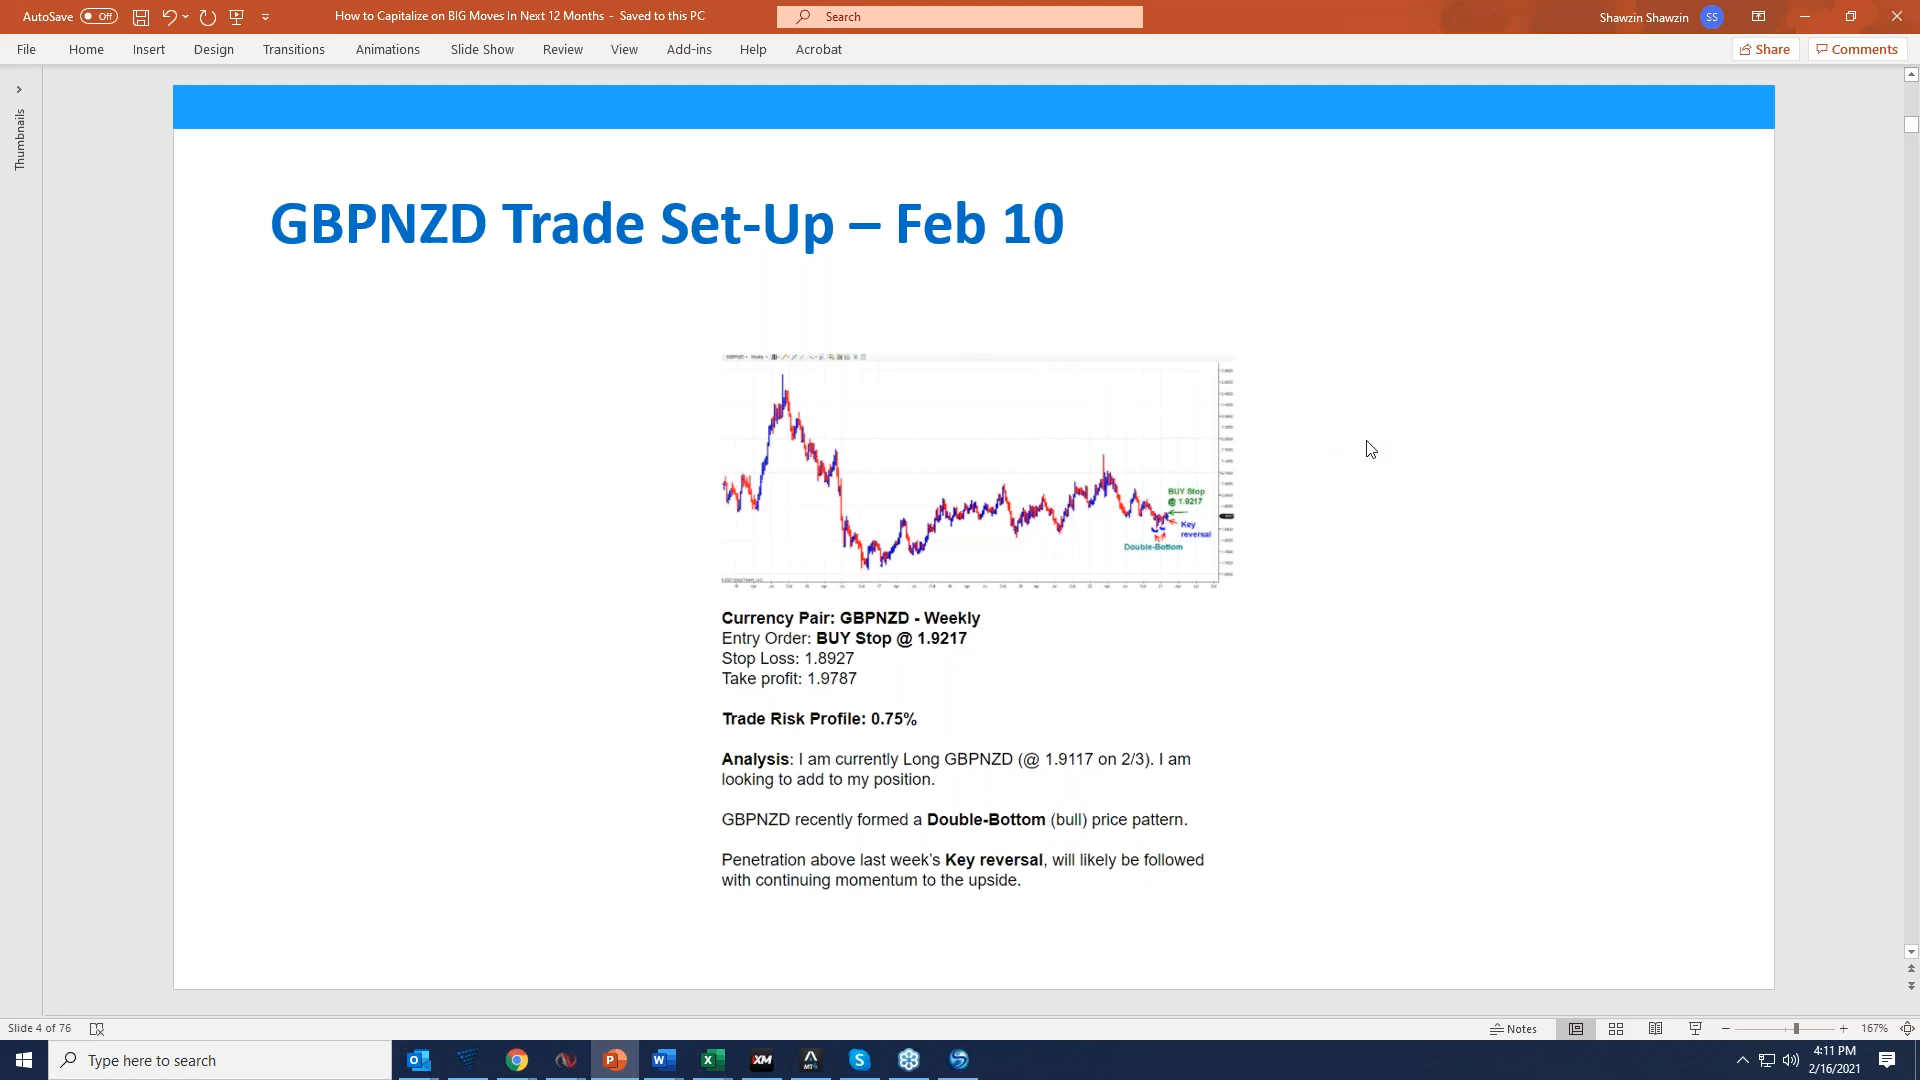 AutoSave Off
How to Capitalize on BIG Moves In Next 12 Months - Saved to this PC
Search
Shawzin Shawzin SS
File Home Insert Design Transitions Animations Slide Show Review View Add-ins Help Acrobat
Share Comments
Thumbnails
GBPNZD Trade Set-Up – Feb 10
BUY Stop
@ 1.9217
Key
reversal
Double-Bottom
Currency Pair: GBPNZD - Weekly
Entry Order: BUY Stop @ 1.9217
Stop Loss: 1.8927
Take profit: 1.9787
Trade Risk Profile: 0.75%
Analysis: I am currently Long GBPNZD (@ 1.9117 on 2/3). I am
looking to add to my position.
GBPNZD recently formed a Double-Bottom (bull) price pattern.
Penetration above last week's Key reversal, will likely be followed
with continuing momentum to the upside.
Slide 4 of 76
Notes
167%
Type here to search
XM
MT4
4:11 PM
2/16/2021